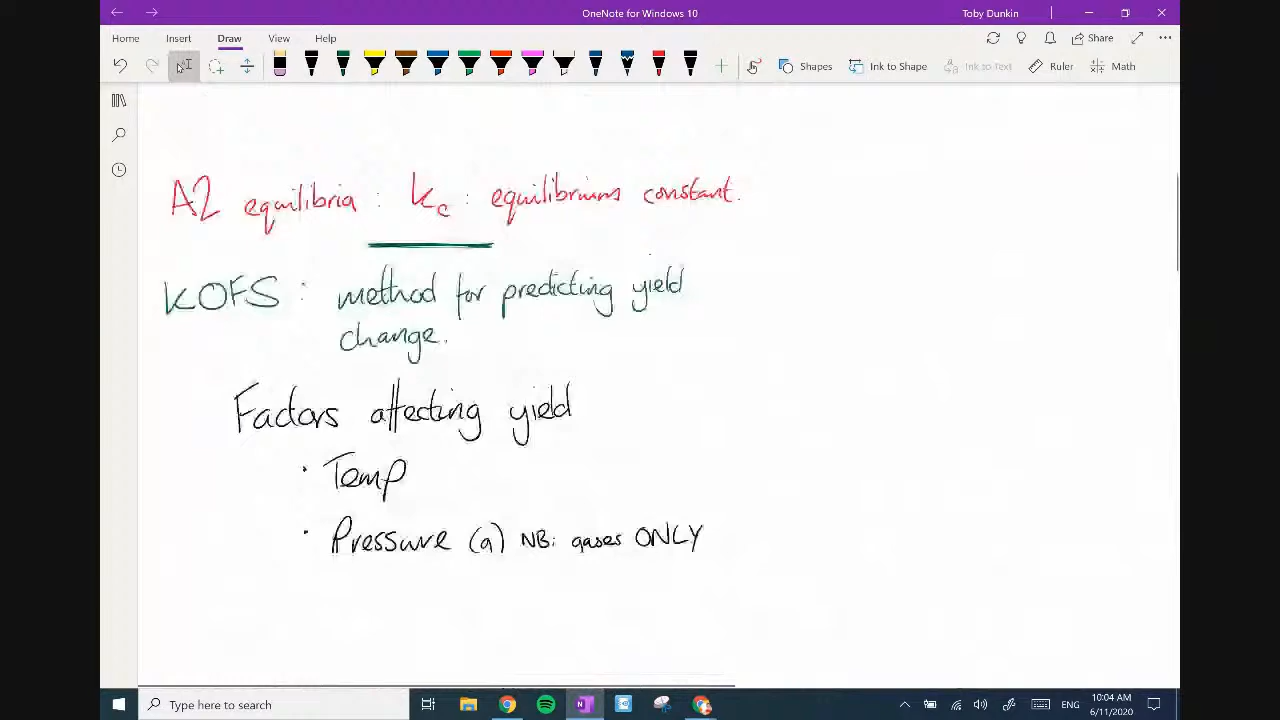 OneNote for Windows 10
Toby Dunkin
Home Insert Draw View Help
Share
Shapes Ink to Shape Ink to Text Ruler Math
A2 equilibria : Kc : equilibrium constant.
KOFS : method for predicting yield
change.
Factors affecting yield
· Temp
· Pressure (g) NB: gases ONLY
Type here to search
ENG
10:04 AM
6/11/2020